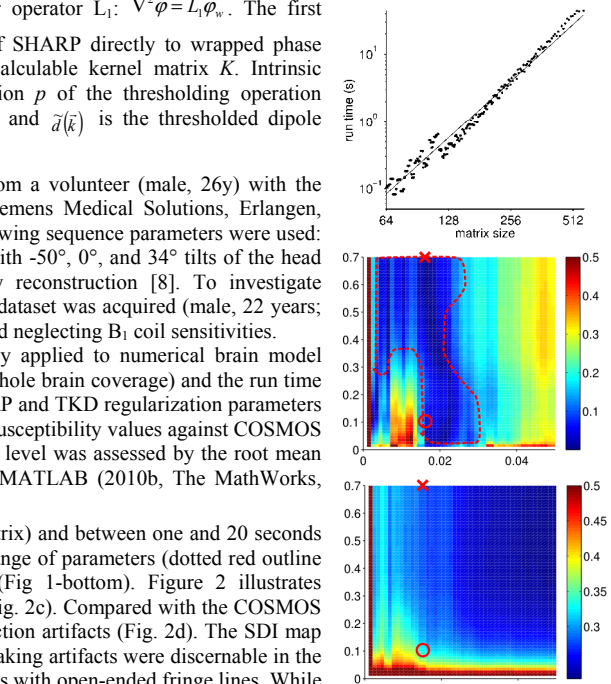 r operator L₁: ∇²φ = L₁φ_w. The first
f SHARP directly to wrapped phase
alculable kernel matrix K. Intrinsic
ion p of the thresholding operation
and d̃(k̄) is the thresholded dipole
om a volunteer (male, 26y) with the
emens Medical Solutions, Erlangen,
wing sequence parameters were used:
ith -50°, 0°, and 34° tilts of the head
y reconstruction [8]. To investigate
dataset was acquired (male, 22 years;
d neglecting B₁ coil sensitivities.
y applied to numerical brain model
hole brain coverage) and the run time
RP and TKD regularization parameters
usceptibility values against COSMOS
level was assessed by the root mean
MATLAB (2010b, The MathWorks,
trix) and between one and 20 seconds
nge of parameters (dotted red outline
(Fig 1-bottom). Figure 2 illustrates
ig. 2c). Compared with the COSMOS
ction artifacts (Fig. 2d). The SDI map
aking artifacts were discernable in the
s with open-ended fringe lines. While
run time (s)
10¹
10⁰
10⁻¹
64 128 256 512
matrix size
0.7
0.6
0.5
0.4
0.3
0.2
0.1
0
0 0.02 0.04
0.5
0.4
0.3
0.2
0.1
0.7
0.6
0.5
0.4
0.3
0.2
0.1
0
0.5
0.45
0.4
0.35
0.3